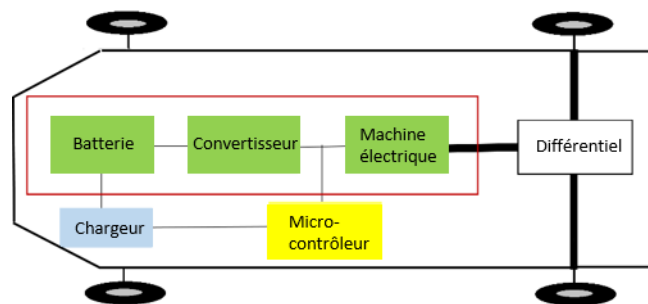 Batterie
Convertisseur
Machine
électrique
Différentiel
Chargeur
Micro-
contrôleur